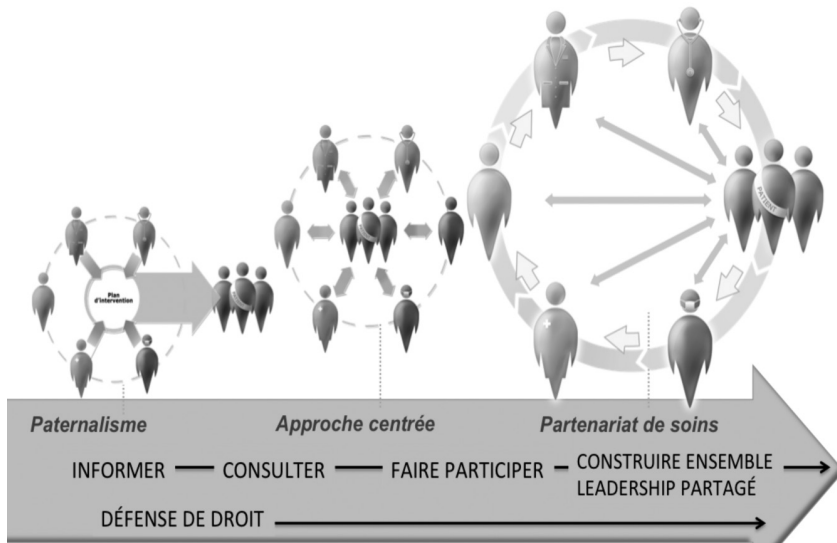 PATIENT
Plan
d'intervention
Paternalisme
Approche centrée
Partenariat de soins
INFORMER
CONSULTER
FAIRE PARTICIPER
CONSTRUIRE ENSEMBLE
LEADERSHIP PARTAGÉ
DÉFENSE DE DROIT